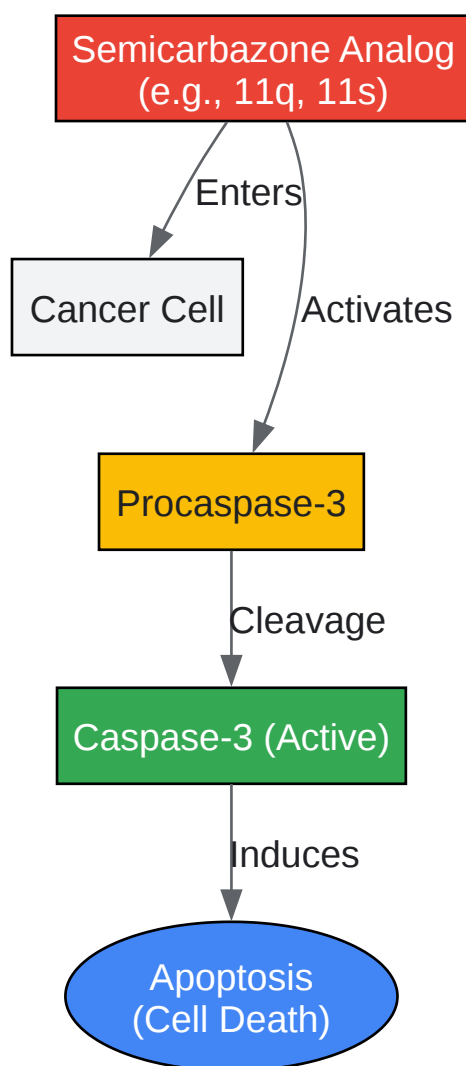 Semicarbazone Analog
(e.g., 11q, 11s)
Enters
Cancer Cell
Activates
Procaspase-3
Cleavage
Caspase-3 (Active)
Induces
Apoptosis
(Cell Death)